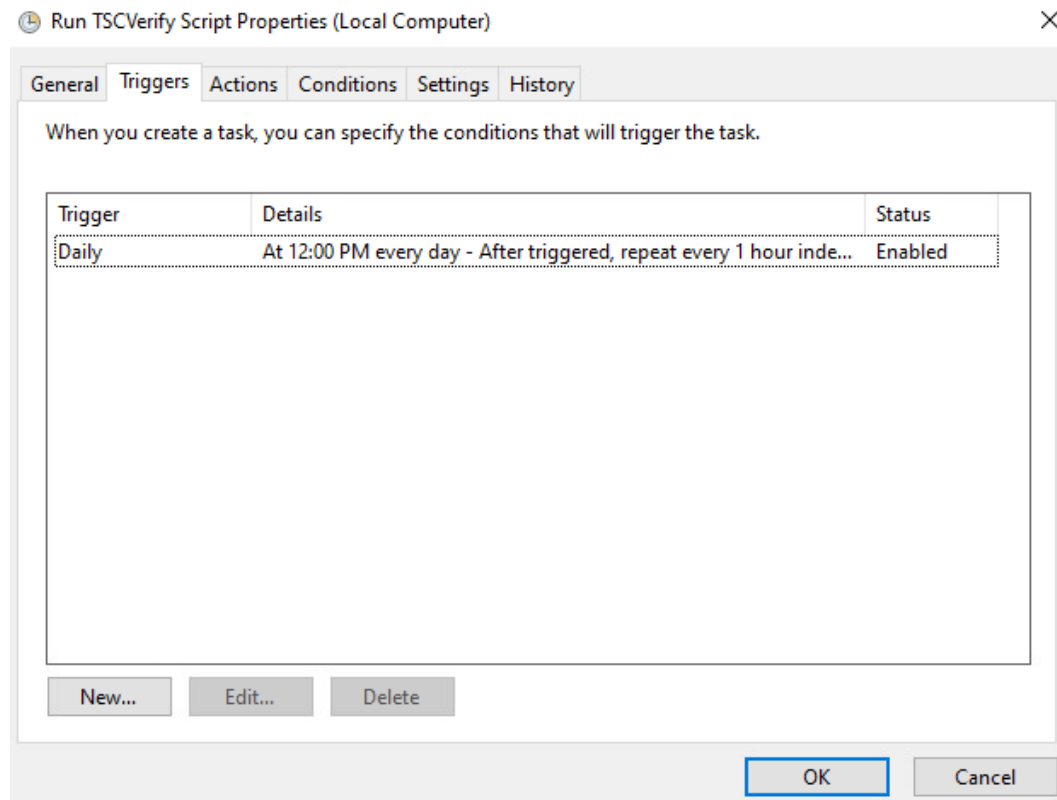 Run TSCVerify Script Properties (Local Computer)
General Triggers Actions Conditions Settings History
When you create a task, you can specify the conditions that will trigger the task.
Trigger Details Status
Daily At 12:00 PM every day - After triggered, repeat every 1 hour inde... Enabled
New... Edit... Delete
OK Cancel